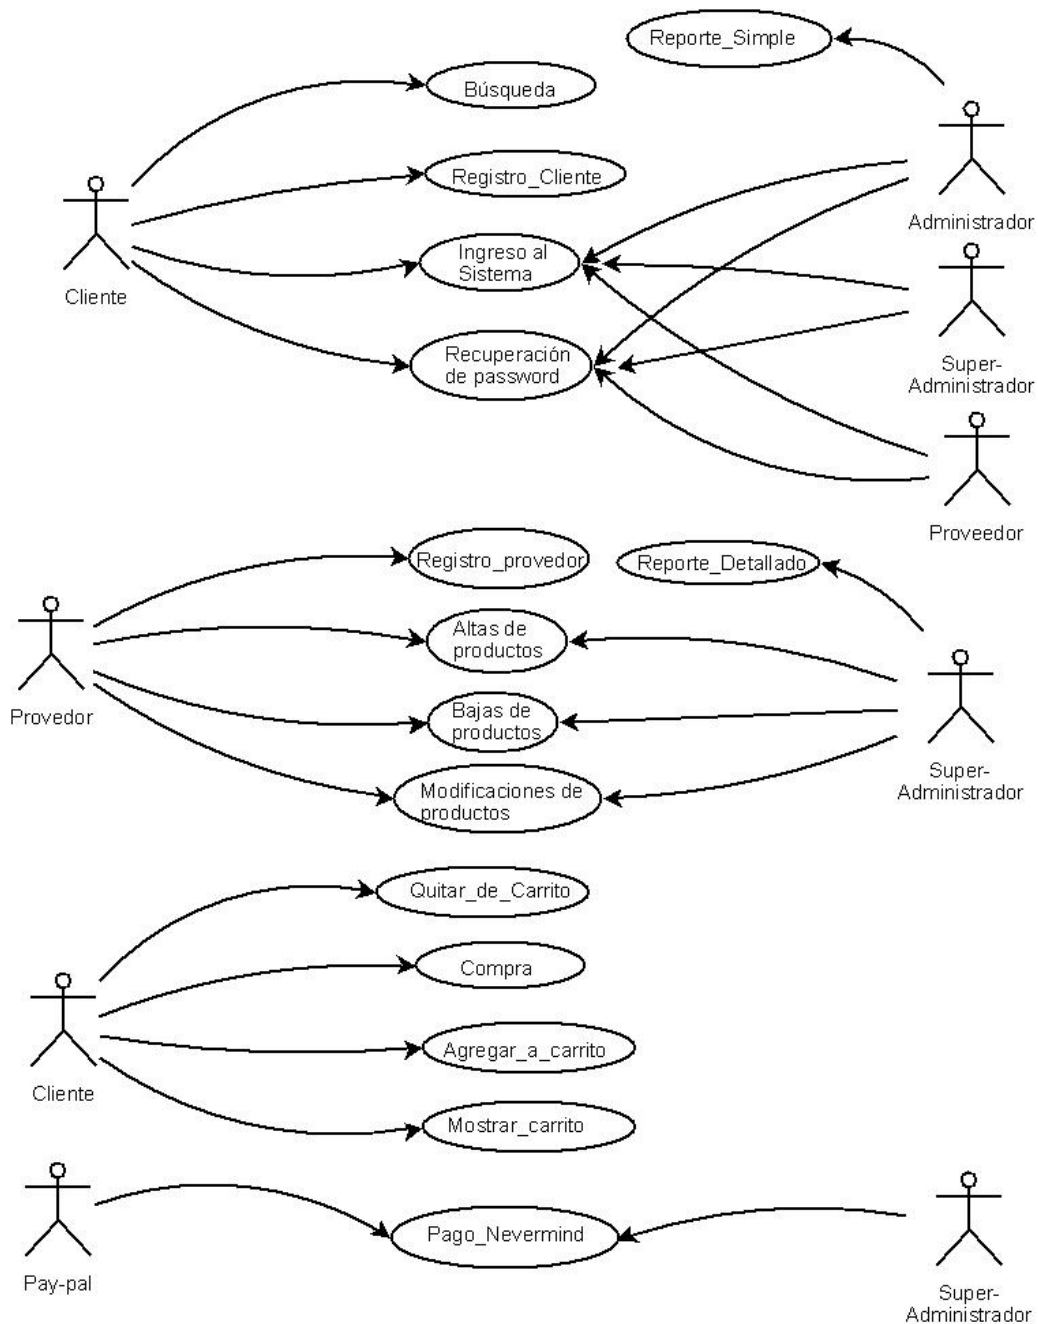 Reporte_Simple
Búsqueda
Registro_Cliente
Administrador
Ingreso al
Sistema
Cliente
Recuperación
de password
Super-
Administrador
Proveedor
Registro_provedor
Reporte_Detallado
Altas de
productos
Provedor
Bajas de
productos
Super-
Administrador
Modificaciones de
productos
Quitar_de_Carrito
Compra
Agregar_a_carrito
Cliente
Mostrar_carrito
Pago_Nevermind
Pay-pal
Super-
Administrador